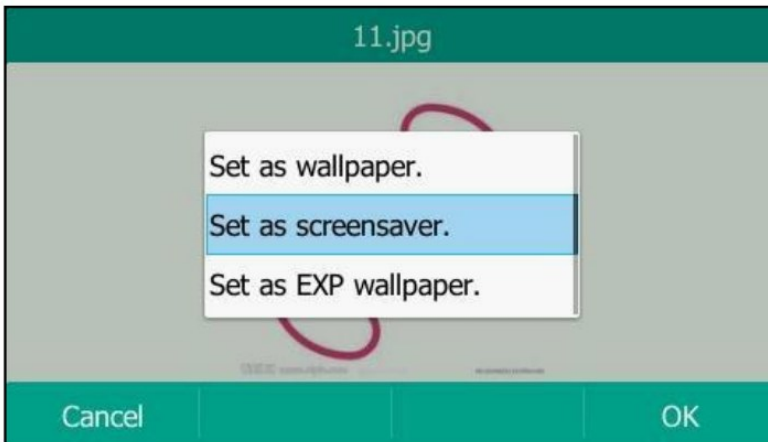 11.jpg
Set as wallpaper.
Set as screensaver.
Set as EXP wallpaper.
Cancel
OK